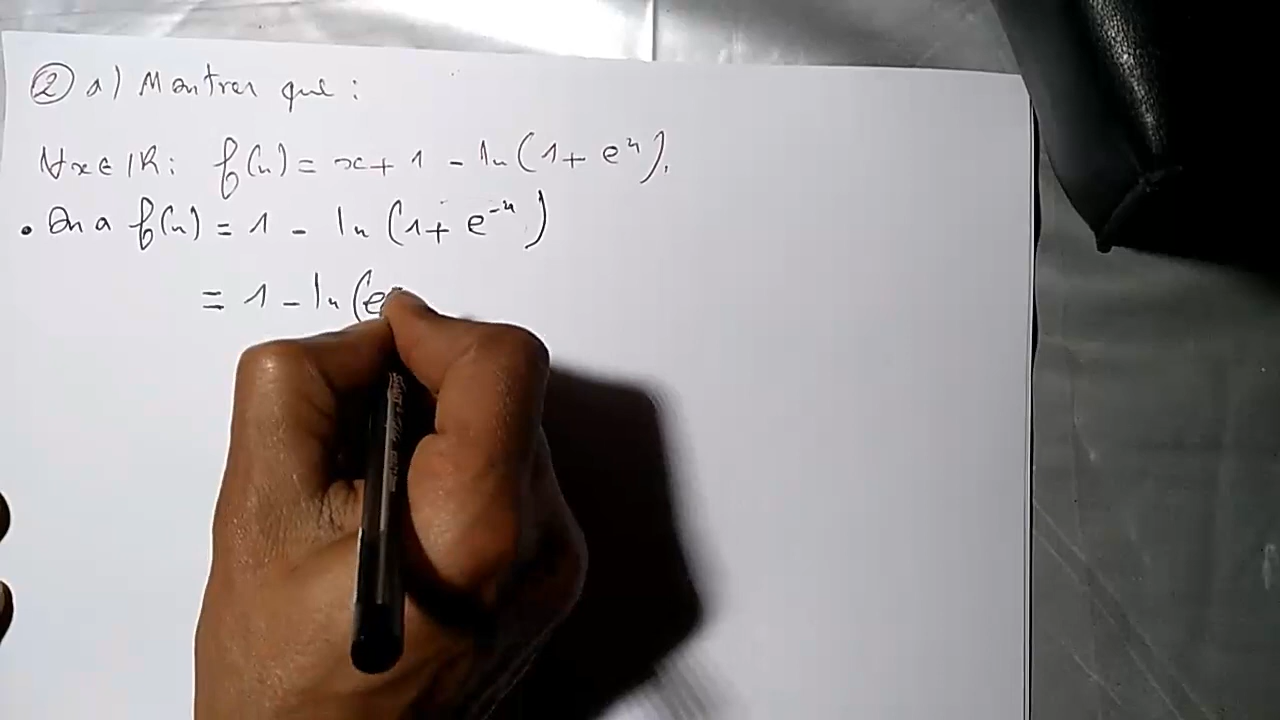 ② a) Montrer que :
∀x∈ℝ : f(x) = x + 1 - ln(1 + eˣ).
• On a f(x) = 1 - ln(1 + e⁻ˣ)
= 1 - ln(e